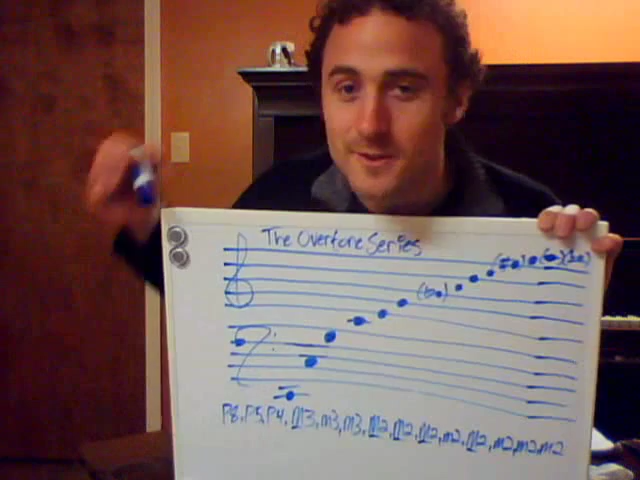 The Overtone Series
P8, P5, P4, M3, m3, m3, M2, M2, M2, m2, M2, m2, m2, m2